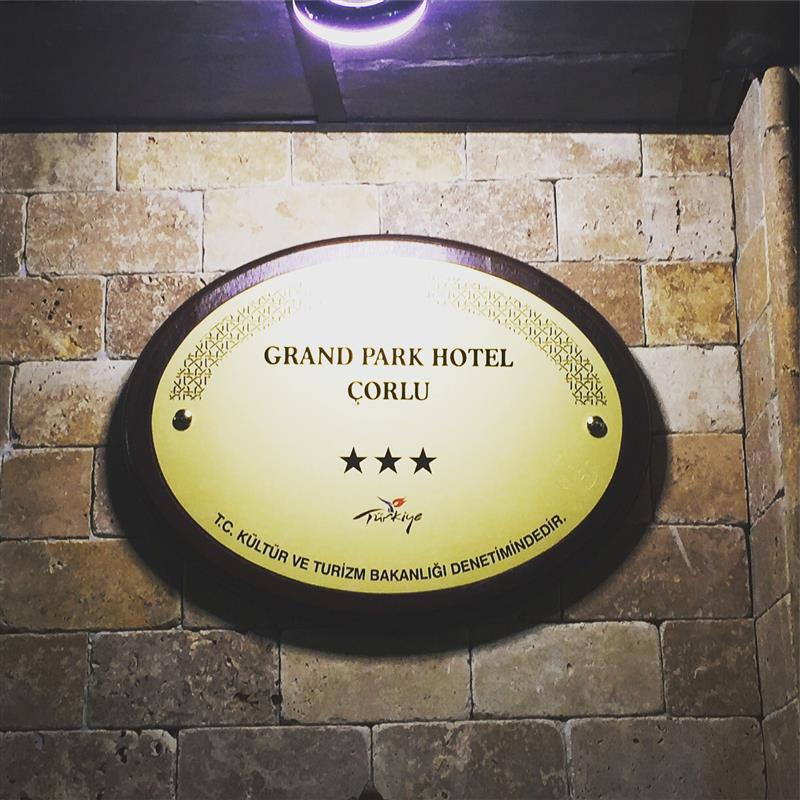 GRAND PARK HOTEL
ÇORLU
Türkiye
T.C. KÜLTÜR VE TURİZM BAKANLIĞI DENETİMİNDEDİR.